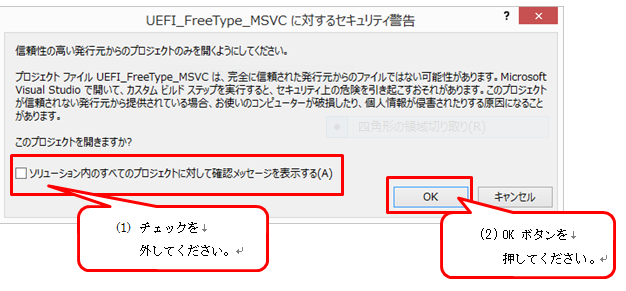 UEFI_FreeType_MSVC に対するセキュリティ警告
? ×
信頼性の高い発行元からのプロジェクトのみを開くようにしてください。
プロジェクト ファイル UEFI_FreeType_MSVC は、完全に信頼された発行元からのファイルではない可能性があります。Microsoft
Visual Studio で開いて、カスタム ビルド ステップを実行すると、セキュリティ上の危険を引き起こすおそれがあります。このプロジェクト
が信頼されない発行元から提供されている場合、お使いのコンピューターが破損したり、個人情報が侵害されたりする原因になること
があります。
四角形の領域切り取り(R)
このプロジェクトを開きますか?
ソリューション内のすべてのプロジェクトに対して確認メッセージを表示する(A)
OK
キャンセル
(1) チェックを↓
外してください。↵
(2) OK ボタンを↓
押してください。↵